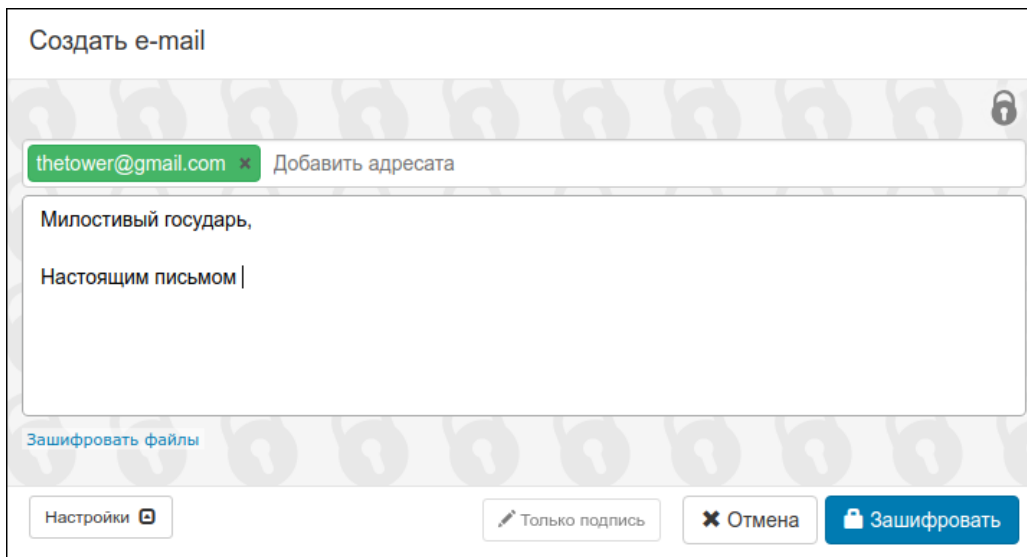 Создать e-mail
thetower@gmail.com × Добавить адресата
Милостивый государь,
Настоящим письмом
Зашифровать файлы
Настройки Только подпись Отмена Зашифровать